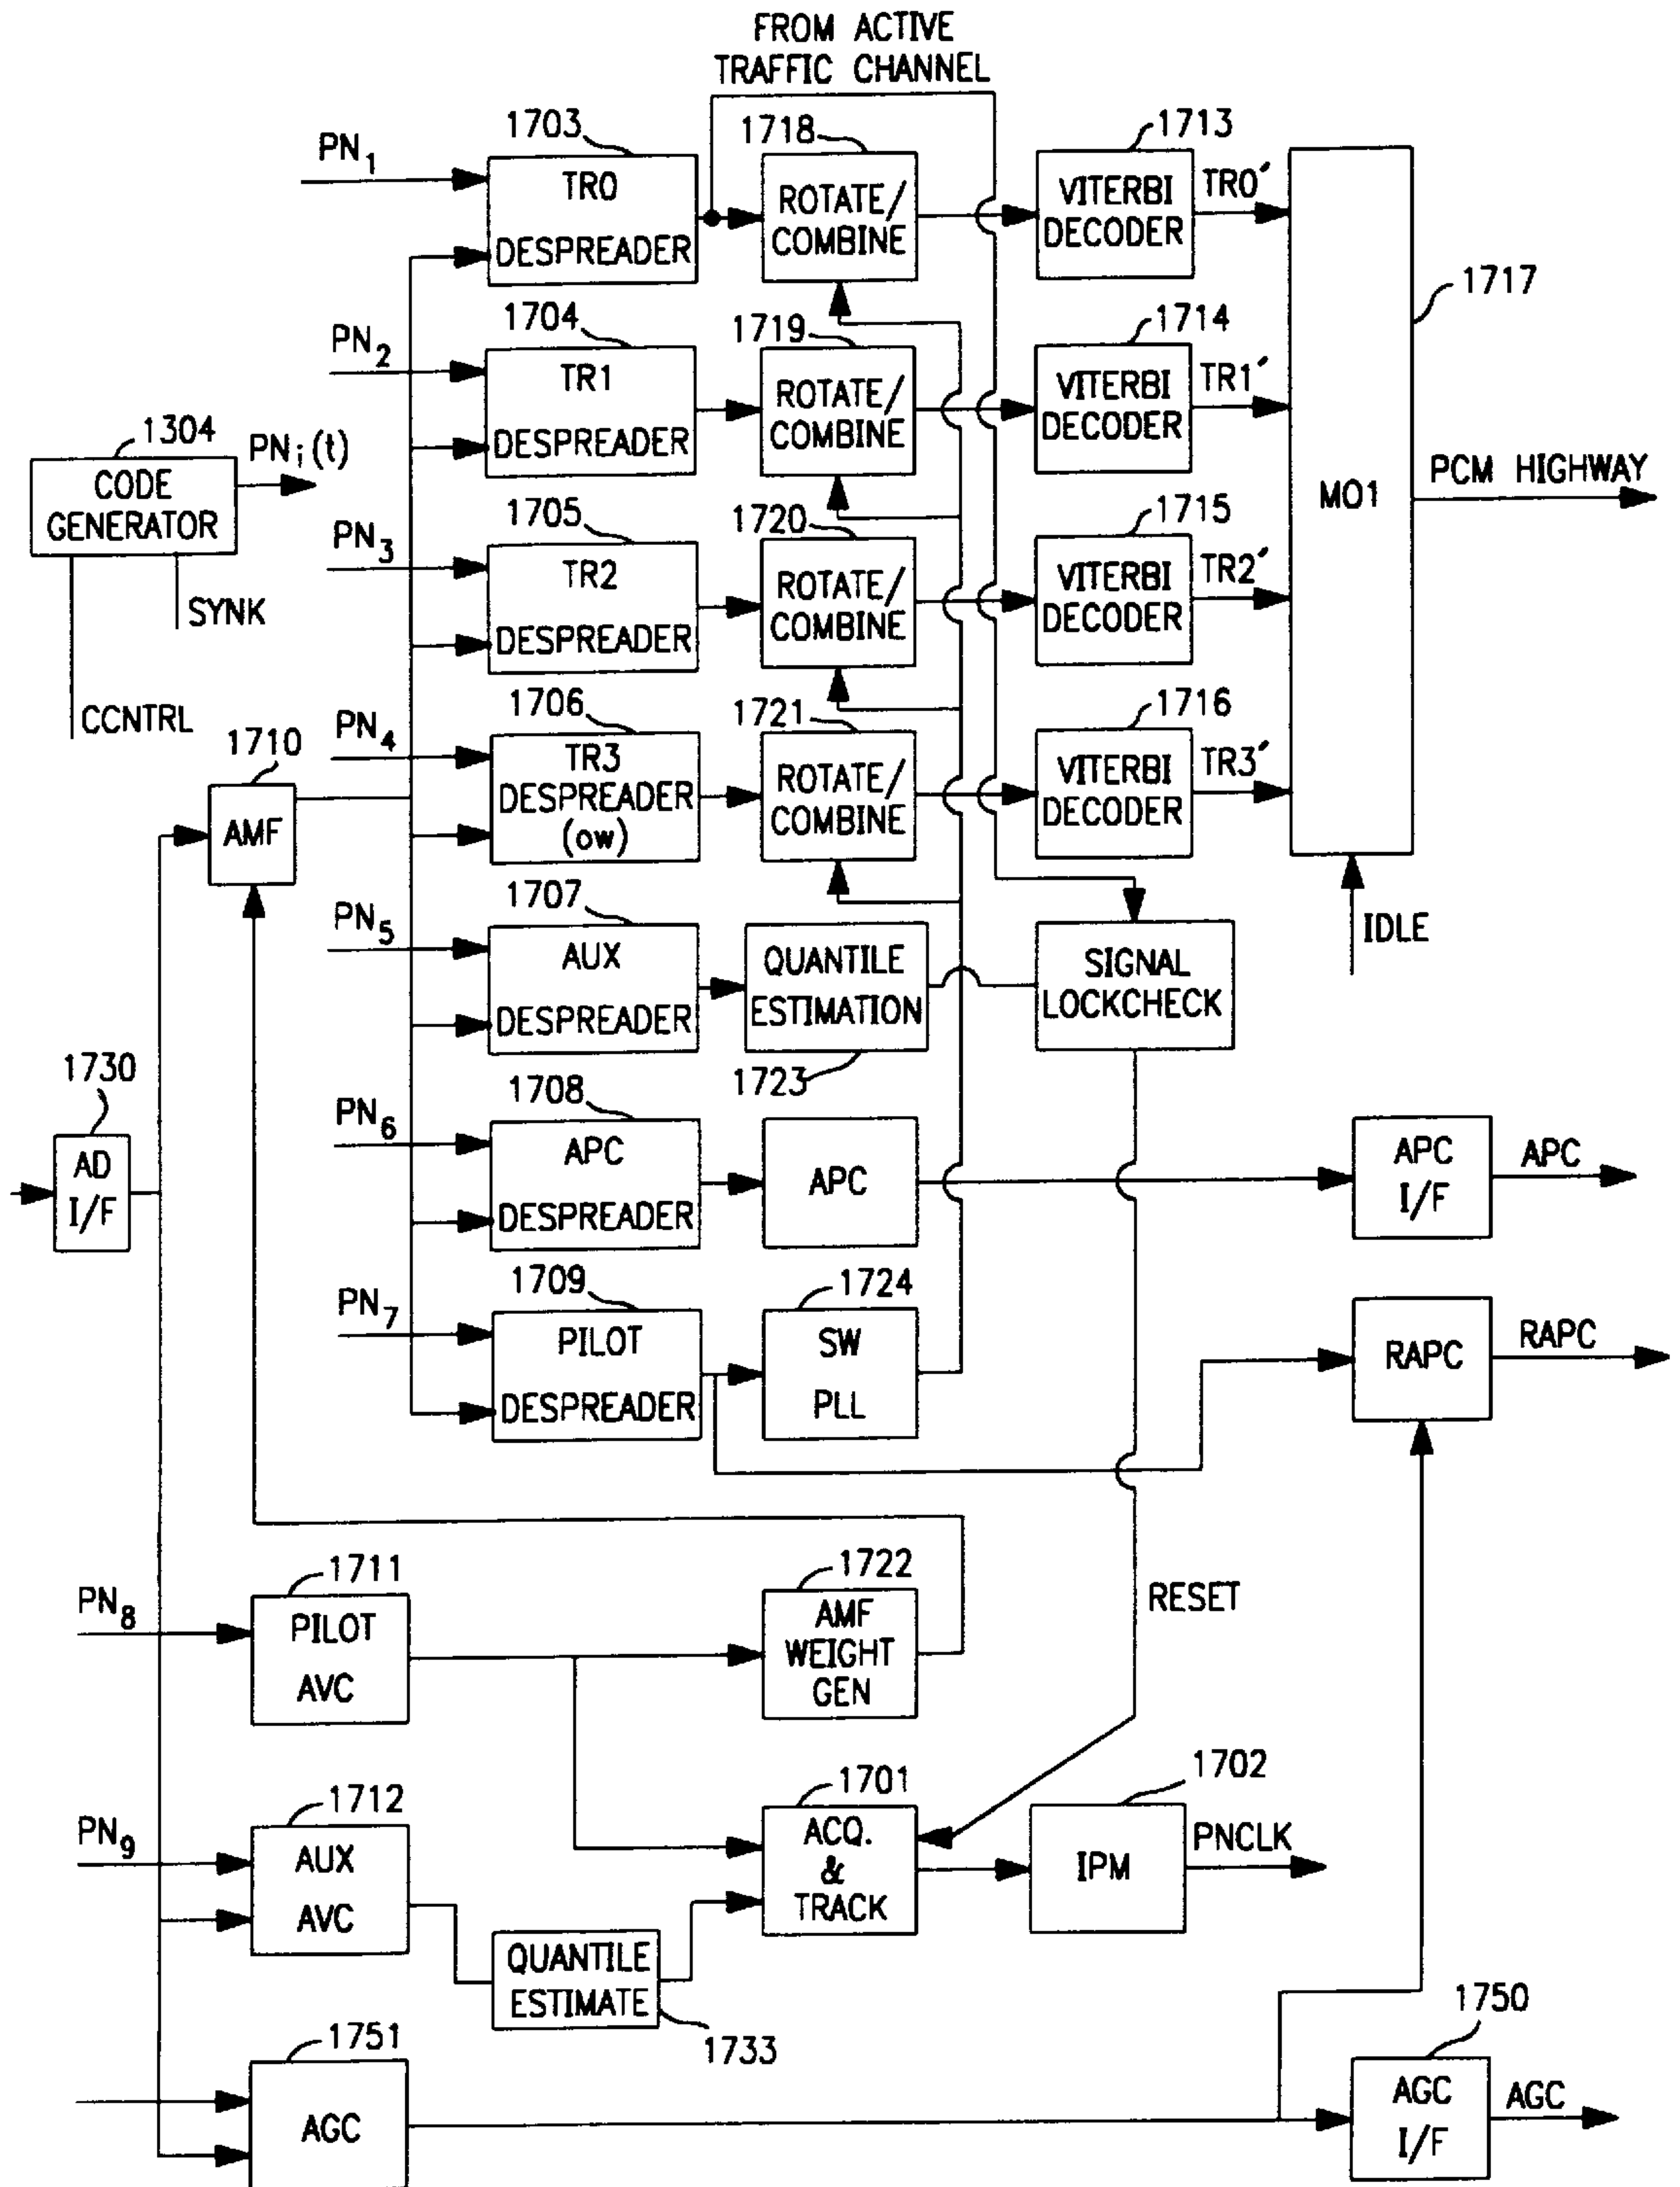 FROM ACTIVE
TRAFFIC CHANNEL
1703
1718
1713
PN1
TR0
DESPREADER
ROTATE/
COMBINE
VITERBI
DECODER
TR0′
1717
1704
1719
1714
PN2
TR1
DESPREADER
ROTATE/
COMBINE
VITERBI
DECODER
TR1′
1304
PNi(t)
CODE
GENERATOR
SYNK
CCNTRL
MO1
PCM HIGHWAY
1705
1720
1715
PN3
TR2
DESPREADER
ROTATE/
COMBINE
VITERBI
DECODER
TR2′
1706
1721
1716
PN4
TR3
DESPREADER
(OW)
ROTATE/
COMBINE
VITERBI
DECODER
TR3′
1710
AMF
IDLE
1707
PN5
AUX
DESPREADER
QUANTILE
ESTIMATION
1723
SIGNAL
LOCKCHECK
1730
AD
I/F
1708
PN6
APC
DESPREADER
APC
APC
I/F
APC
1709
1724
PN7
PILOT
DESPREADER
SW
PLL
RAPC
RAPC
1711
1722
PN8
PILOT
AVC
AMF
WEIGHT
GEN
RESET
1712
1701
1702
PN9
AUX
AVC
QUANTILE
ESTIMATE
1733
ACQ.
&
TRACK
IPM
PNCLK
1751
1750
AGC
AGC
I/F
AGC